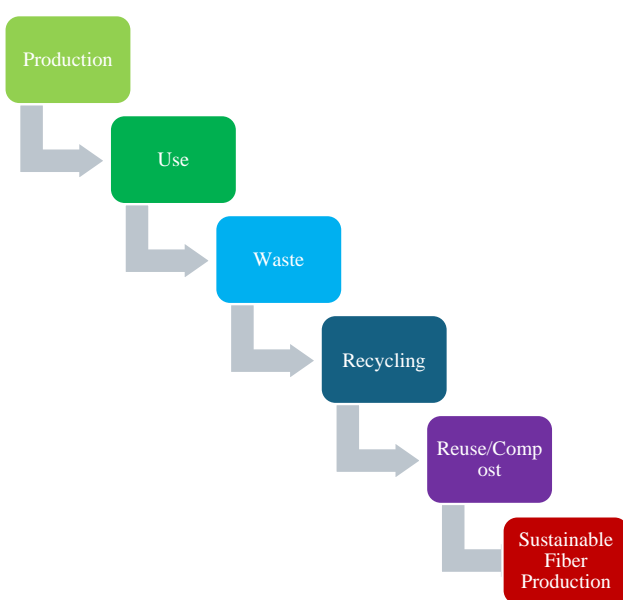 Production
Use
Waste
Recycling
Reuse/Comp
ost
Sustainable
Fiber
Production